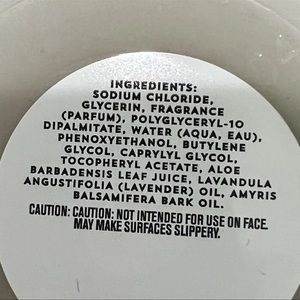 INGREDIENTS:
SODIUM CHLORIDE,
GLYCERIN, FRAGRANCE
(PARFUM), POLYGLYCERYL-10
DIPALMITATE, WATER (AQUA, EAU),
PHENOXYETHANOL, BUTYLENE
GLYCOL, CAPRYLYL GLYCOL,
TOCOPHERYL ACETATE, ALOE
BARBADENSIS LEAF JUICE, LAVANDULA
ANGUSTIFOLIA (LAVENDER) OIL, AMYRIS
BALSAMIFERA BARK OIL.
CAUTION: CAUTION: NOT INTENDED FOR USE ON FACE.
MAY MAKE SURFACES SLIPPERY.